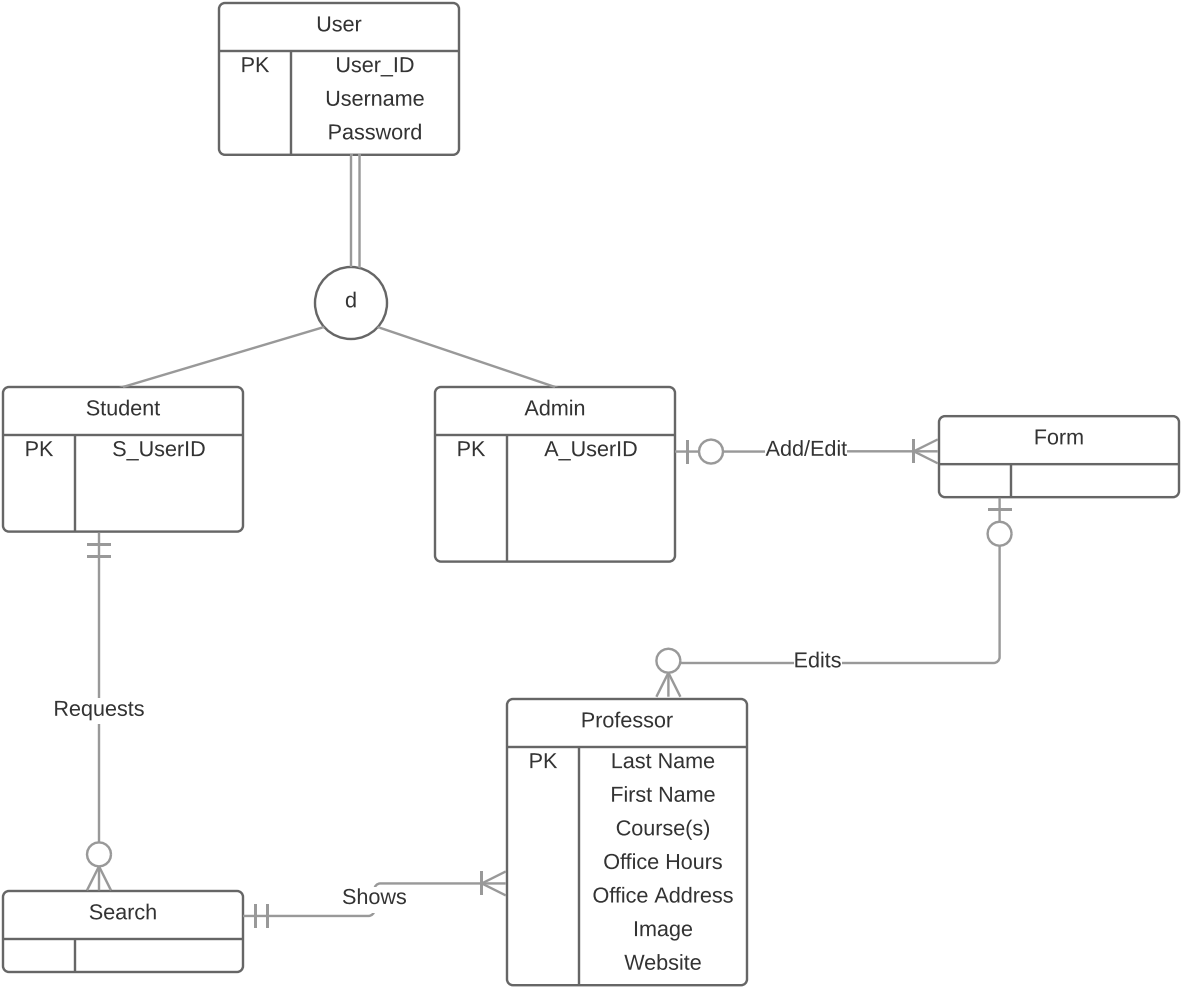 User
PK User_ID
Username
Password
d
Student
PK S_UserID
Admin
PK A_UserID
Add/Edit
Form
Edits
Requests
Professor
PK Last Name
First Name
Course(s)
Office Hours
Office Address
Image
Website
Shows
Search